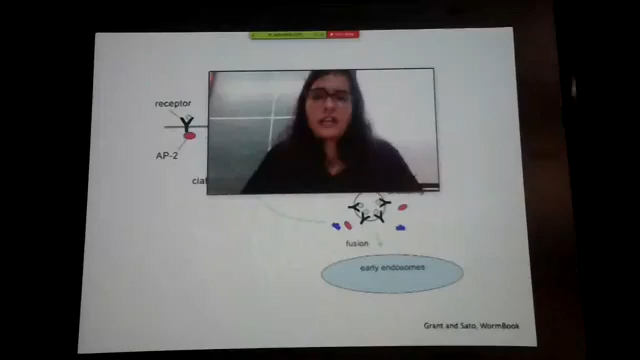 receptor
AP-2
fusion
early endosomes
Grant and Sato, WormBook